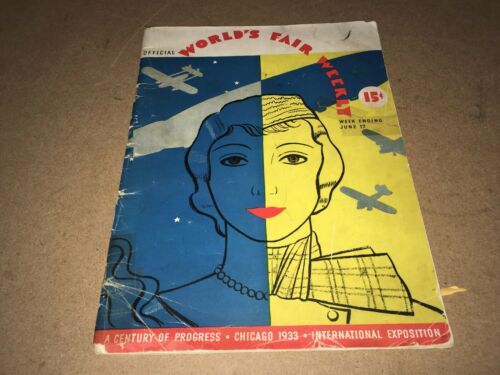 OFFICIAL
WORLD'S FAIR WEEKLY
15¢
WEEK ENDING
JUNE 17
A CENTURY OF PROGRESS • CHICAGO 1933 • INTERNATIONAL EXPOSITION